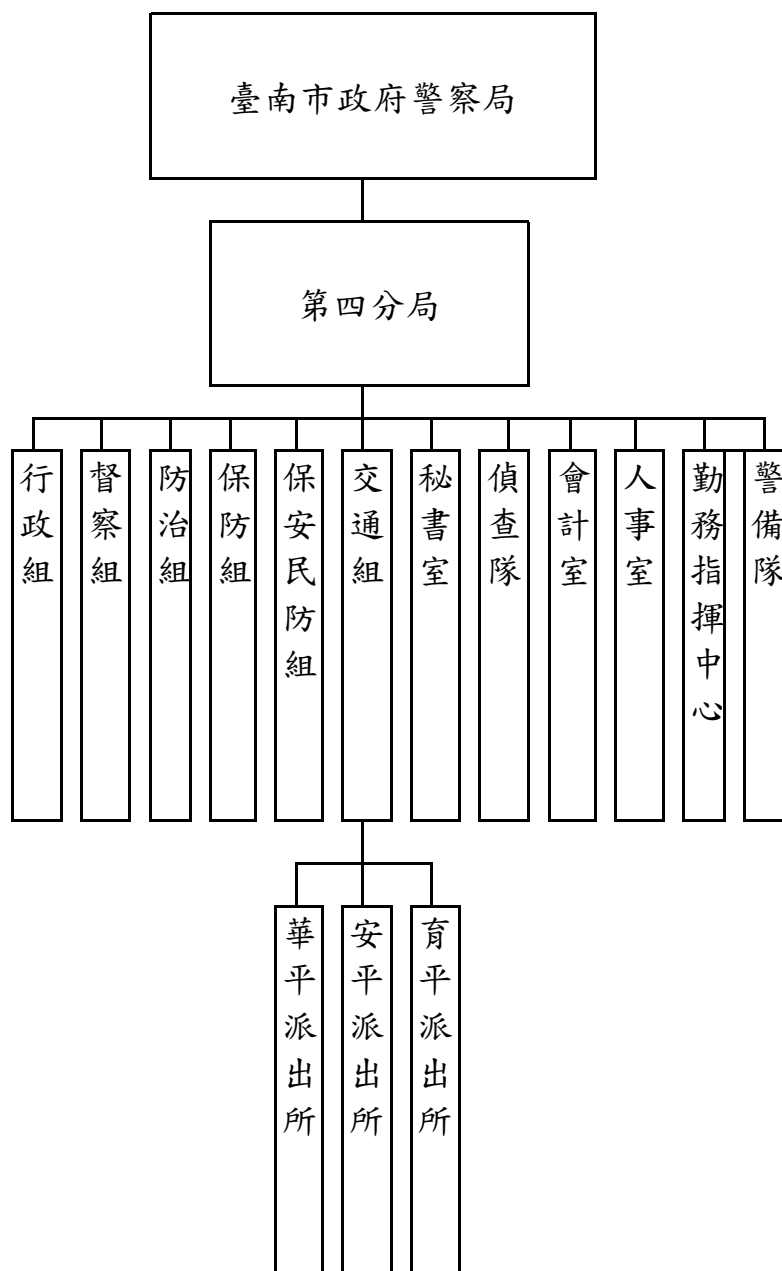 臺南市政府警察局
第四分局
行政組
督察組
防治組
保防組
保安民防組
交通組
秘書室
偵查隊
會計室
人事室
勤務指揮中心
警備隊
華平派出所
安平派出所
育平派出所